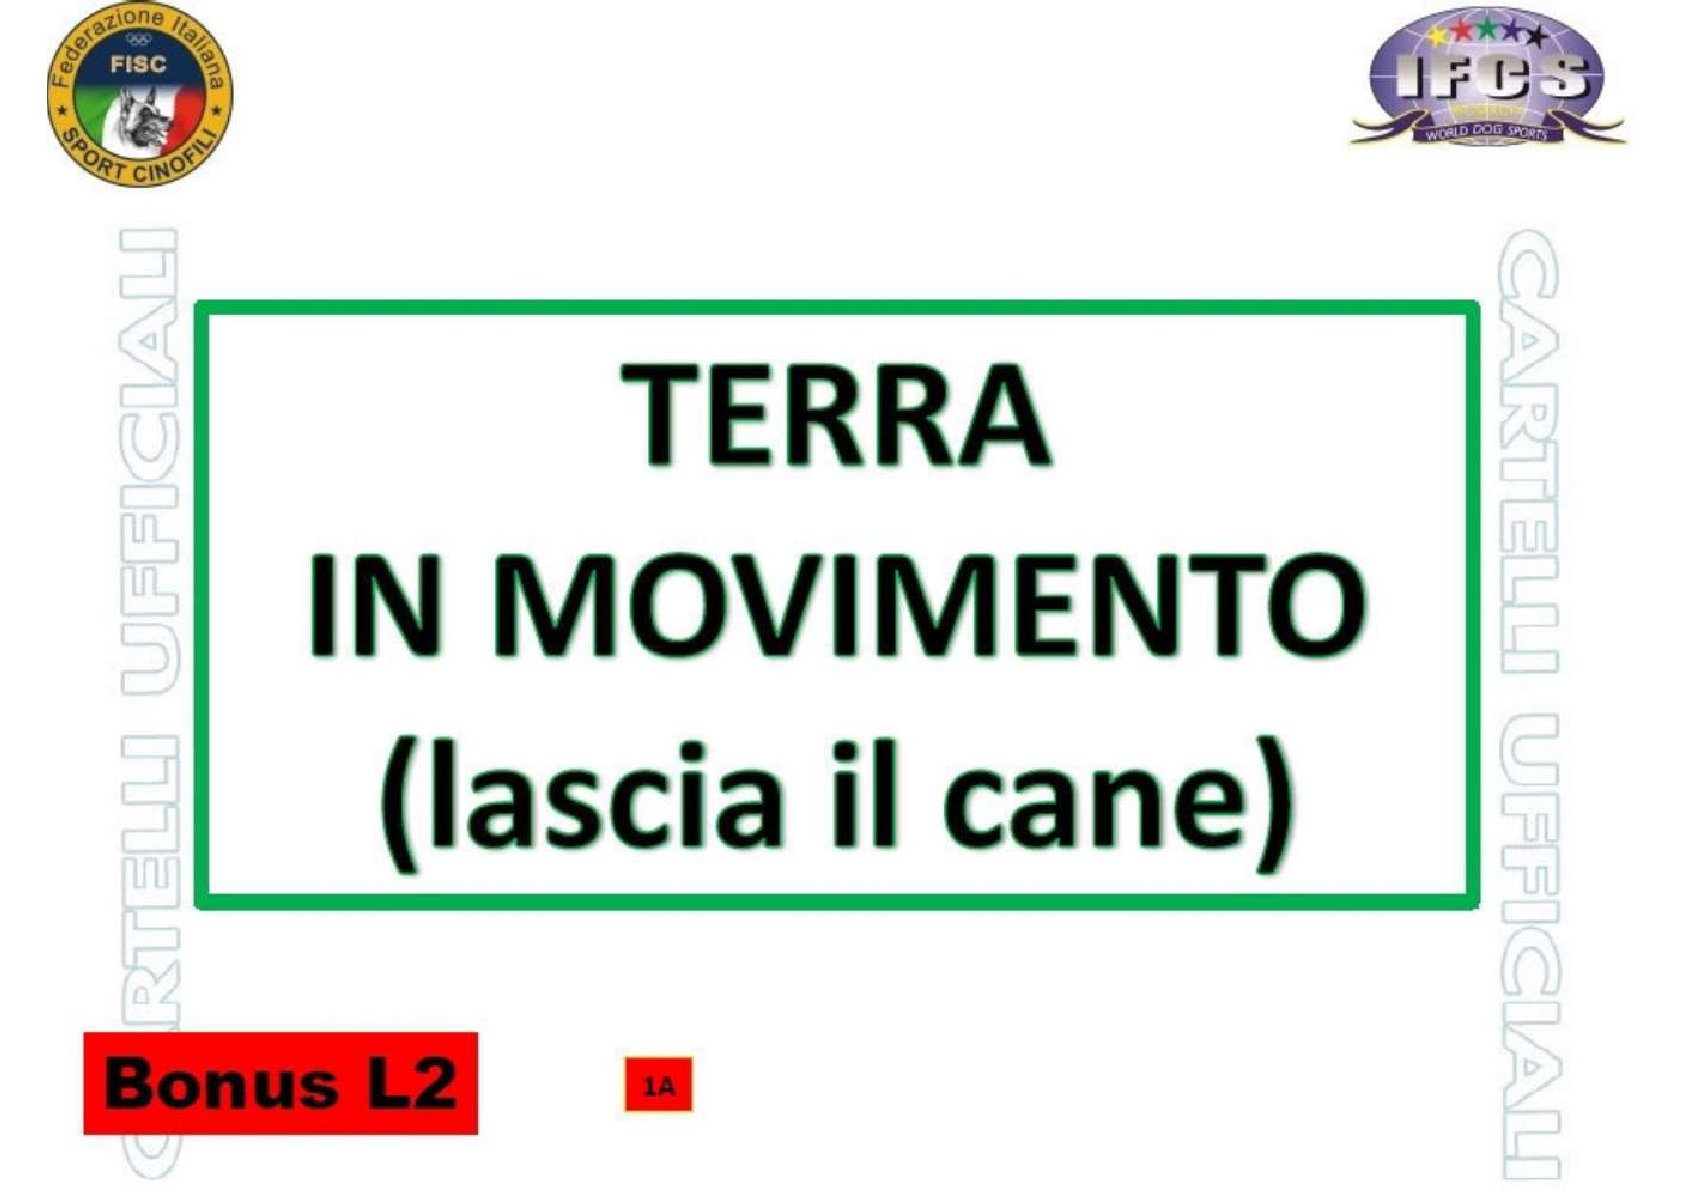 Federazione Italiana
FISC
SPORT CINOFILI
IFCS
WORLD DOG SPORTS
CARTELLI UFFICIALI
CARTELLI UFFICIALI
TERRA
IN MOVIMENTO
(lascia il cane)
Bonus L2
1A